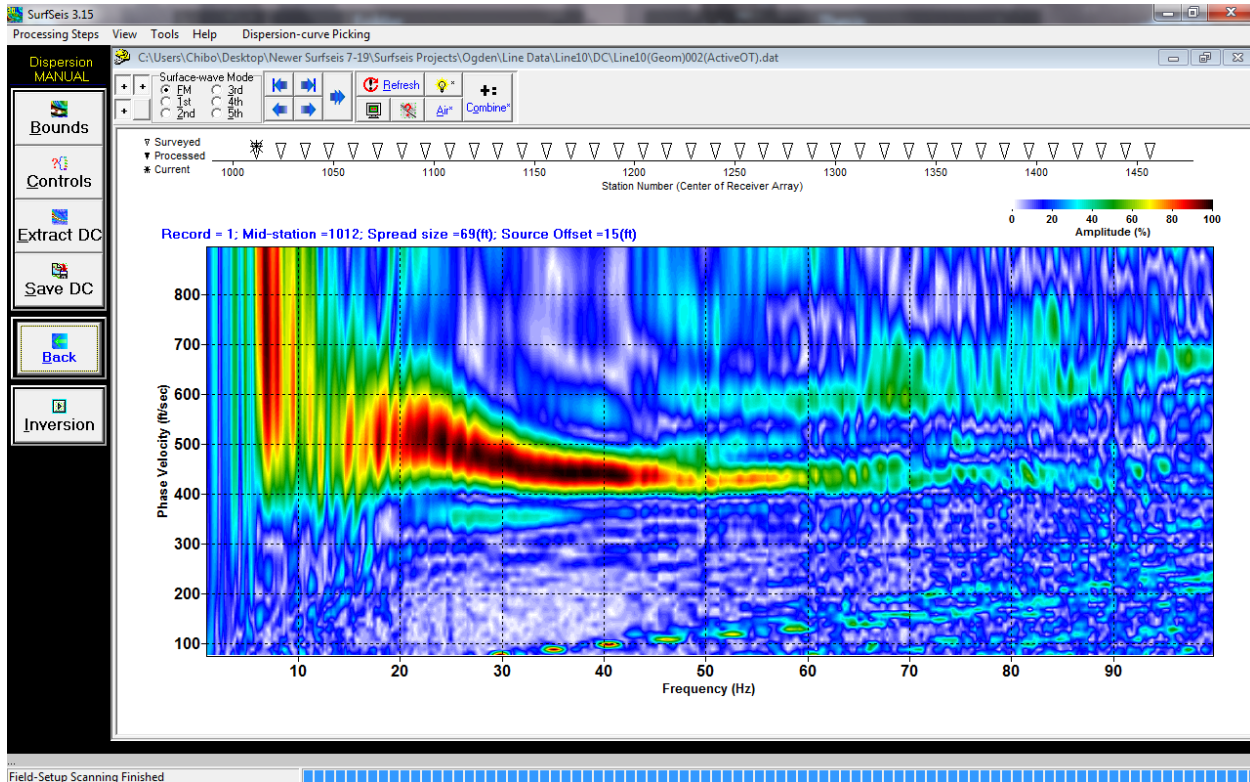 SurfSeis 3.15
Processing Steps View Tools Help Dispersion-curve Picking
Dispersion
MANUAL
Bounds
Controls
Extract DC
Save DC
Back
Inversion
C:\Users\Chibo\Desktop\Newer Surfseis 7-19\Surfseis Projects\Ogden\Line Data\Line10\DC\Line10(Geom)002(ActiveOT).dat
Surface-wave Mode
FM 3rd
1st 4th
2nd 5th
Refresh
Air*
Combine*
Surveyed
Processed
Current
1000 1050 1100 1150 1200 1250 1300 1350 1400 1450
Station Number (Center of Receiver Array)
0 20 40 60 80 100
Amplitude (%)
Record = 1; Mid-station =1012; Spread size =69(ft); Source Offset =15(ft)
Phase Velocity (ft/sec)
800
700
600
500
400
300
200
100
10 20 30 40 50 60 70 80 90
Frequency (Hz)
...
Field-Setup Scanning Finished